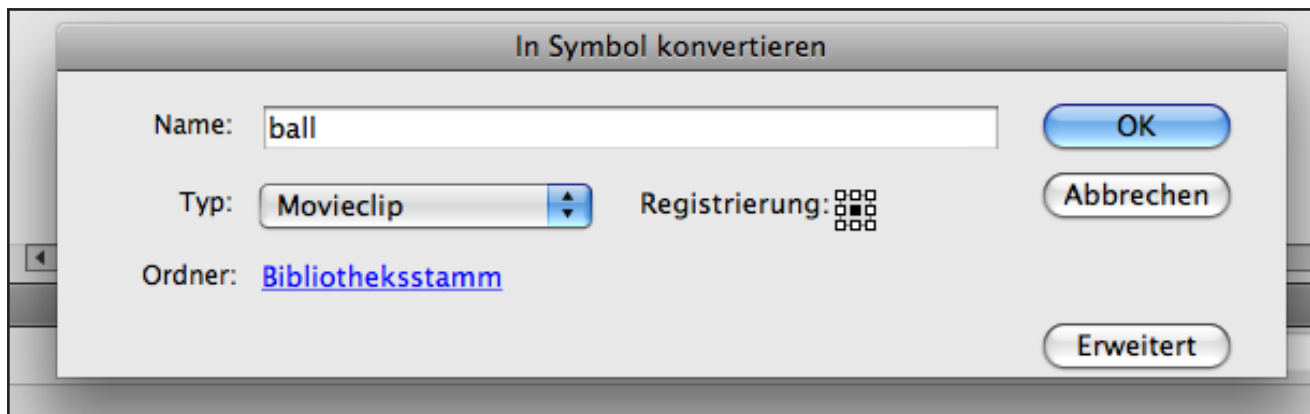 In Symbol konvertieren
Name: ball OK
Typ: Movieclip Registrierung: Abbrechen
Ordner: Bibliotheksstamm
Erweitert